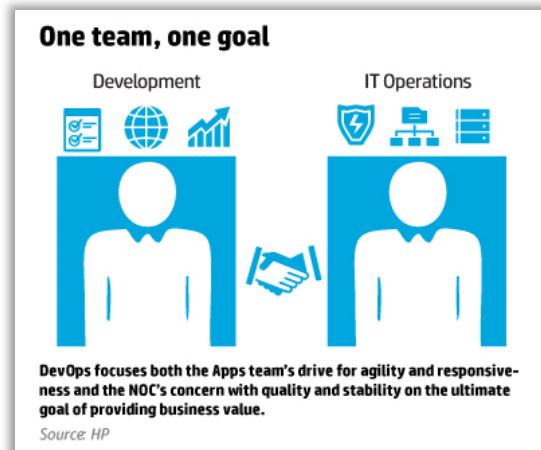 One team, one goal
Development
IT Operations
DevOps focuses both the Apps team's drive for agility and responsive-
ness and the NOC's concern with quality and stability on the ultimate
goal of providing business value.
Source: HP